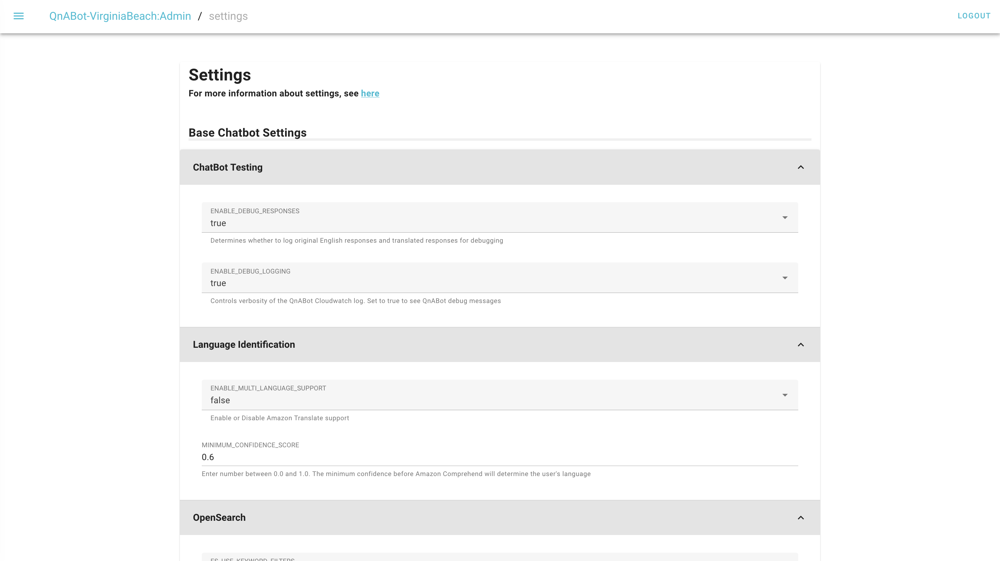 QnABot-VirginiaBeach:Admin / settings
LOGOUT
Settings
For more information about settings, see here
Base Chatbot Settings
ChatBot Testing
ENABLE_DEBUG_RESPONSES
true
Determines whether to log original English responses and translated responses for debugging
ENABLE_DEBUG_LOGGING
true
Controls verbosity of the QnABot Cloudwatch log. Set to true to see QnABot debug messages
Language Identification
ENABLE_MULTI_LANGUAGE_SUPPORT
false
Enable or Disable Amazon Translate support
MINIMUM_CONFIDENCE_SCORE
0.6
Enter number between 0.0 and 1.0. The minimum confidence before Amazon Comprehend will determine the user's language
OpenSearch
ES_USE_KEYWORD_FILTERS